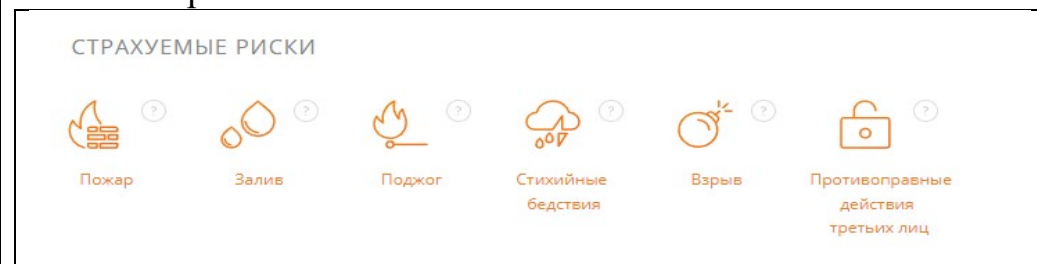 СТРАХУЕМЫЕ РИСКИ
? ? ? ? ? ?
Пожар Залив Поджог Стихийные бедствия Взрыв Противоправные действия третьих лиц